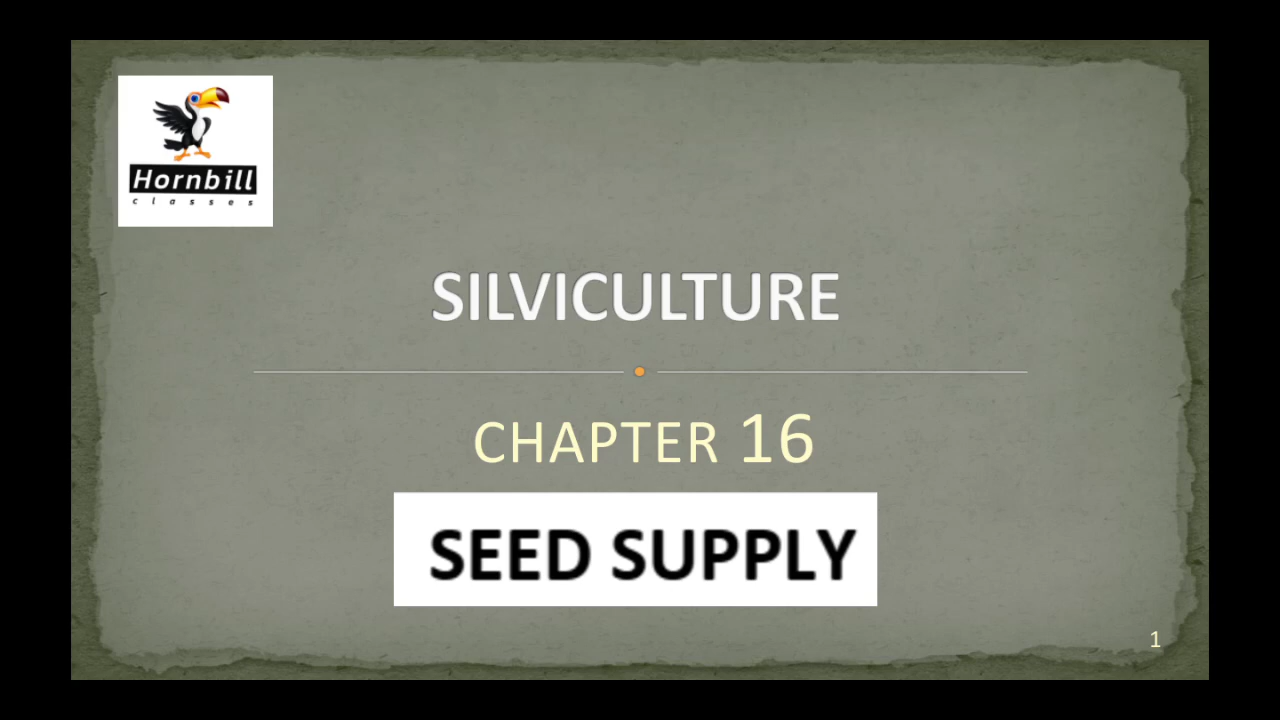 Hornbill
classes
SILVICULTURE
CHAPTER 16
SEED SUPPLY
1